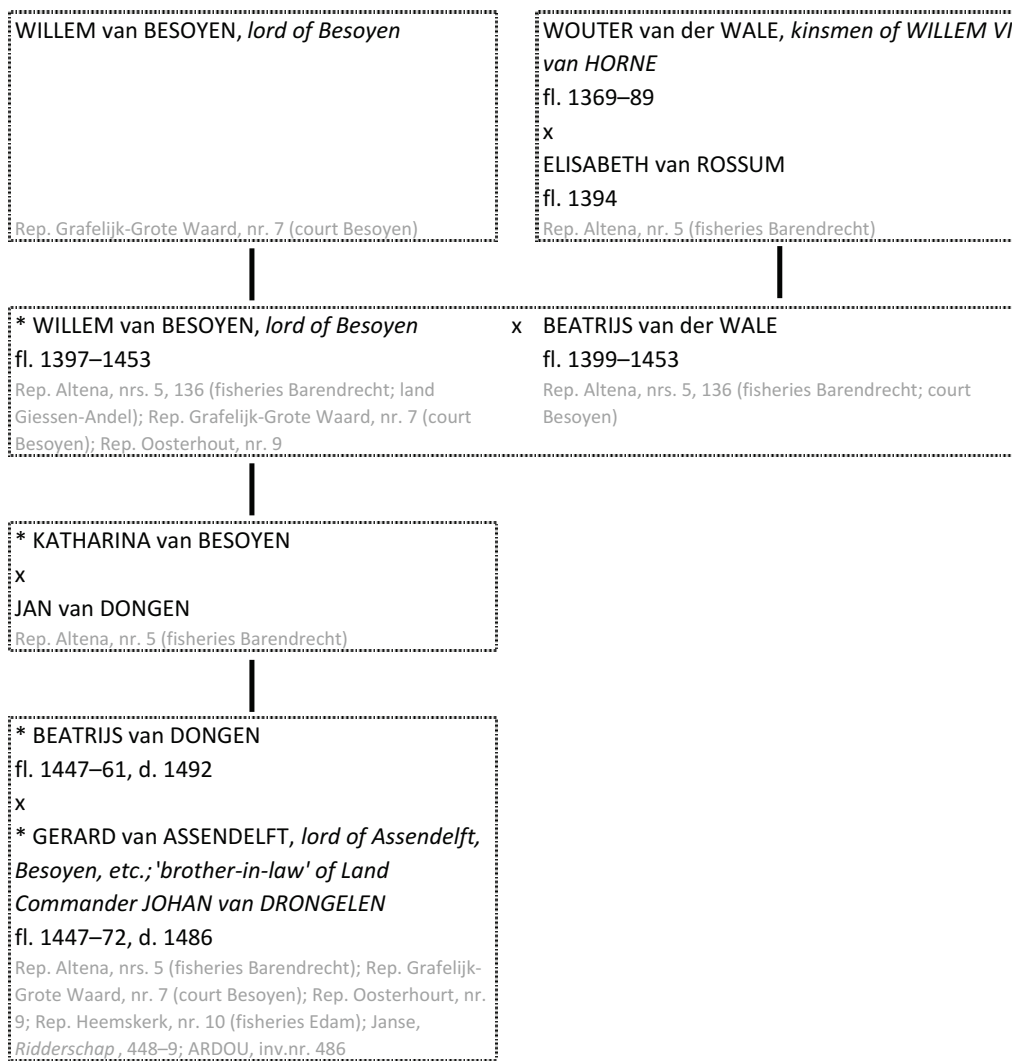 WILLEM van BESOYEN, lord of Besoyen
Rep. Grafelijk-Grote Waard, nr. 7 (court Besoyen)
WOUTER van der WALE, kinsmen of WILLEM VI
van HORNE
fl. 1369–89
x
ELISABETH van ROSSUM
fl. 1394
Rep. Altena, nr. 5 (fisheries Barendrecht)
* WILLEM van BESOYEN, lord of Besoyen
fl. 1397–1453
Rep. Altena, nrs. 5, 136 (fisheries Barendrecht; land
Giessen-Andel); Rep. Grafelijk-Grote Waard, nr. 7 (court
Besoyen); Rep. Oosterhout, nr. 9
x
BEATRIJS van der WALE
fl. 1399–1453
Rep. Altena, nrs. 5, 136 (fisheries Barendrecht; court
Besoyen)
* KATHARINA van BESOYEN
x
JAN van DONGEN
Rep. Altena, nr. 5 (fisheries Barendrecht)
* BEATRIJS van DONGEN
fl. 1447–61, d. 1492
x
* GERARD van ASSENDELFT, lord of Assendelft,
Besoyen, etc.; 'brother-in-law' of Land
Commander JOHAN van DRONGELEN
fl. 1447–72, d. 1486
Rep. Altena, nrs. 5 (fisheries Barendrecht); Rep. Grafelijk-
Grote Waard, nr. 7 (court Besoyen); Rep. Oosterhourt, nr.
9; Rep. Heemskerk, nr. 10 (fisheries Edam); Janse,
Ridderschap, 448–9; ARDOU, inv.nr. 486